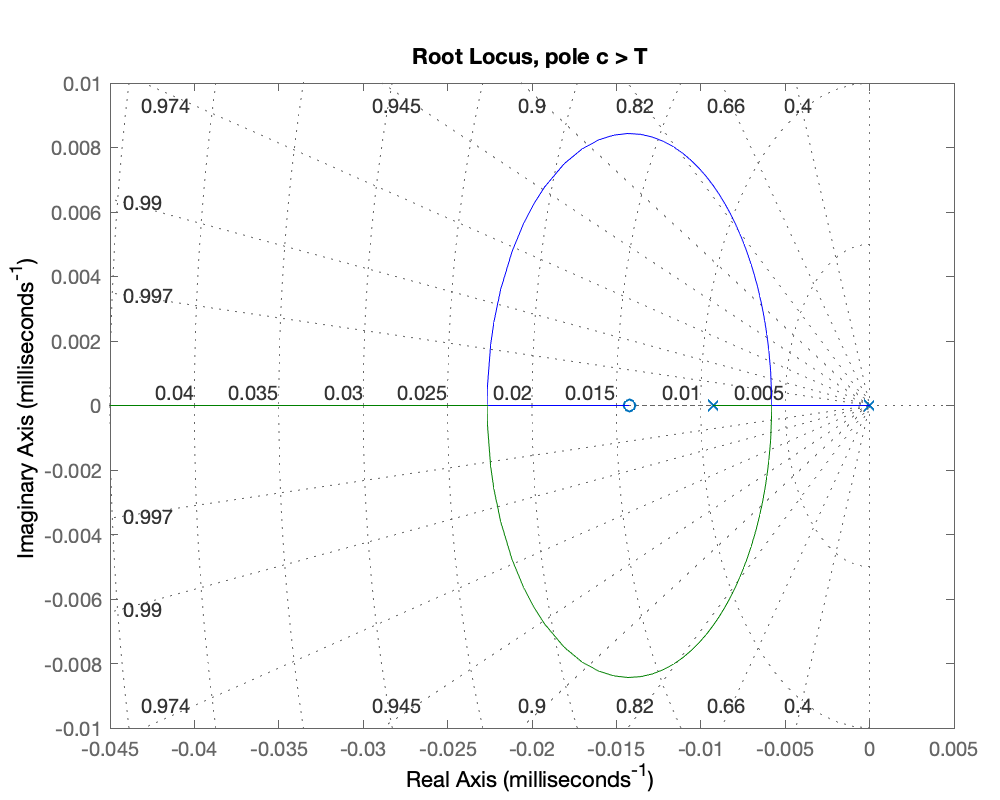 Root Locus, pole c > T
0.01
0.974 0.945 0.9 0.82 0.66 0.4
0.008
0.99
0.006
0.004
0.997
0.002
0.04 0.035 0.03 0.025 0.02 0.015 0.01 0.005
0
-0.002
0.997
-0.004
-0.006
0.99
-0.008
0.974 0.945 0.9 0.82 0.66 0.4
-0.01
-0.045 -0.04 -0.035 -0.03 -0.025 -0.02 -0.015 -0.01 -0.005 0 0.005
Real Axis (milliseconds⁻¹)
Imaginary Axis (milliseconds⁻¹)